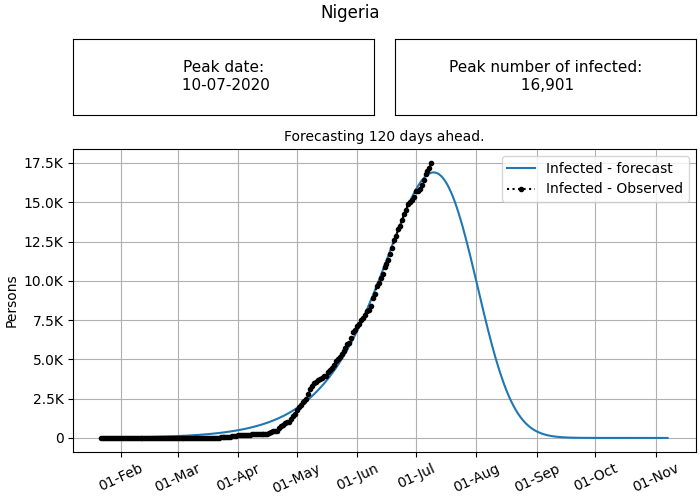 Nigeria
Peak date:
10-07-2020
Peak number of infected:
16,901
Forecasting 120 days ahead.
Infected - forecast
Infected - Observed
Persons
17.5K
15.0K
12.5K
10.0K
7.5K
5.0K
2.5K
0
01-Feb
01-Mar
01-Apr
01-May
01-Jun
01-Jul
01-Aug
01-Sep
01-Oct
01-Nov